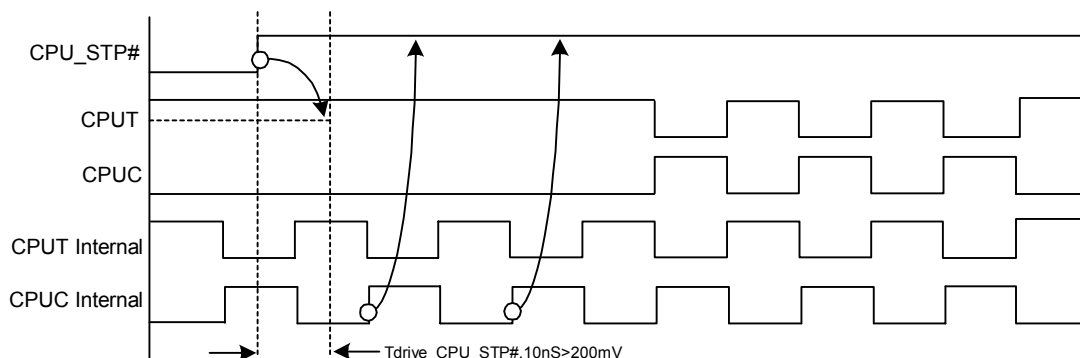 CPU_STP#
CPUT
CPUC
CPUT Internal
CPUC Internal
Tdrive_CPU_STP#,10nS>200mV